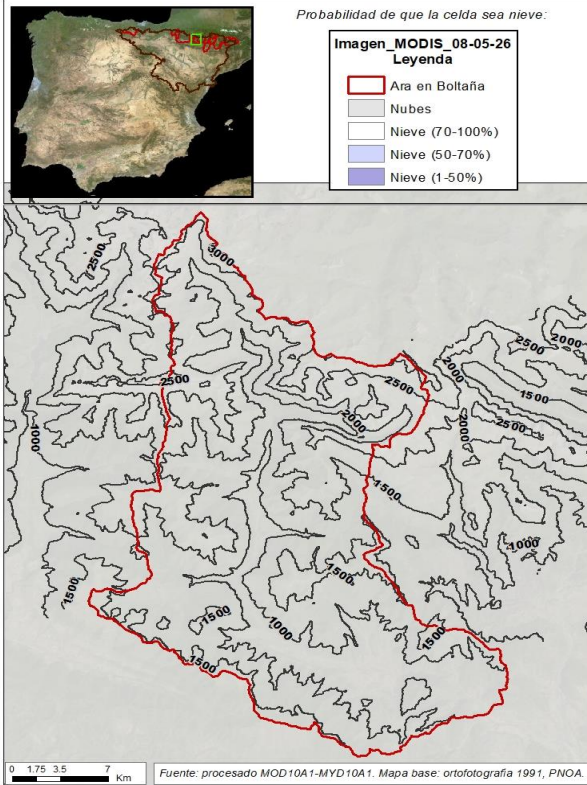 Probabilidad de que la celda sea nieve:
Imagen_MODIS_08-05-26
Leyenda
Ara en Boltaña
Nubes
Nieve (70-100%)
Nieve (50-70%)
Nieve (1-50%)
2500
3000
2000
2500
2000
2500
2500
1500
2000
2000
2500
1000
1500
1000
1500
1500
1500
1000
1500
1500
0 1.75 3.5 7
Km
Fuente: procesado MOD10A1-MYD10A1. Mapa base: ortofotografía 1991, PNOA.